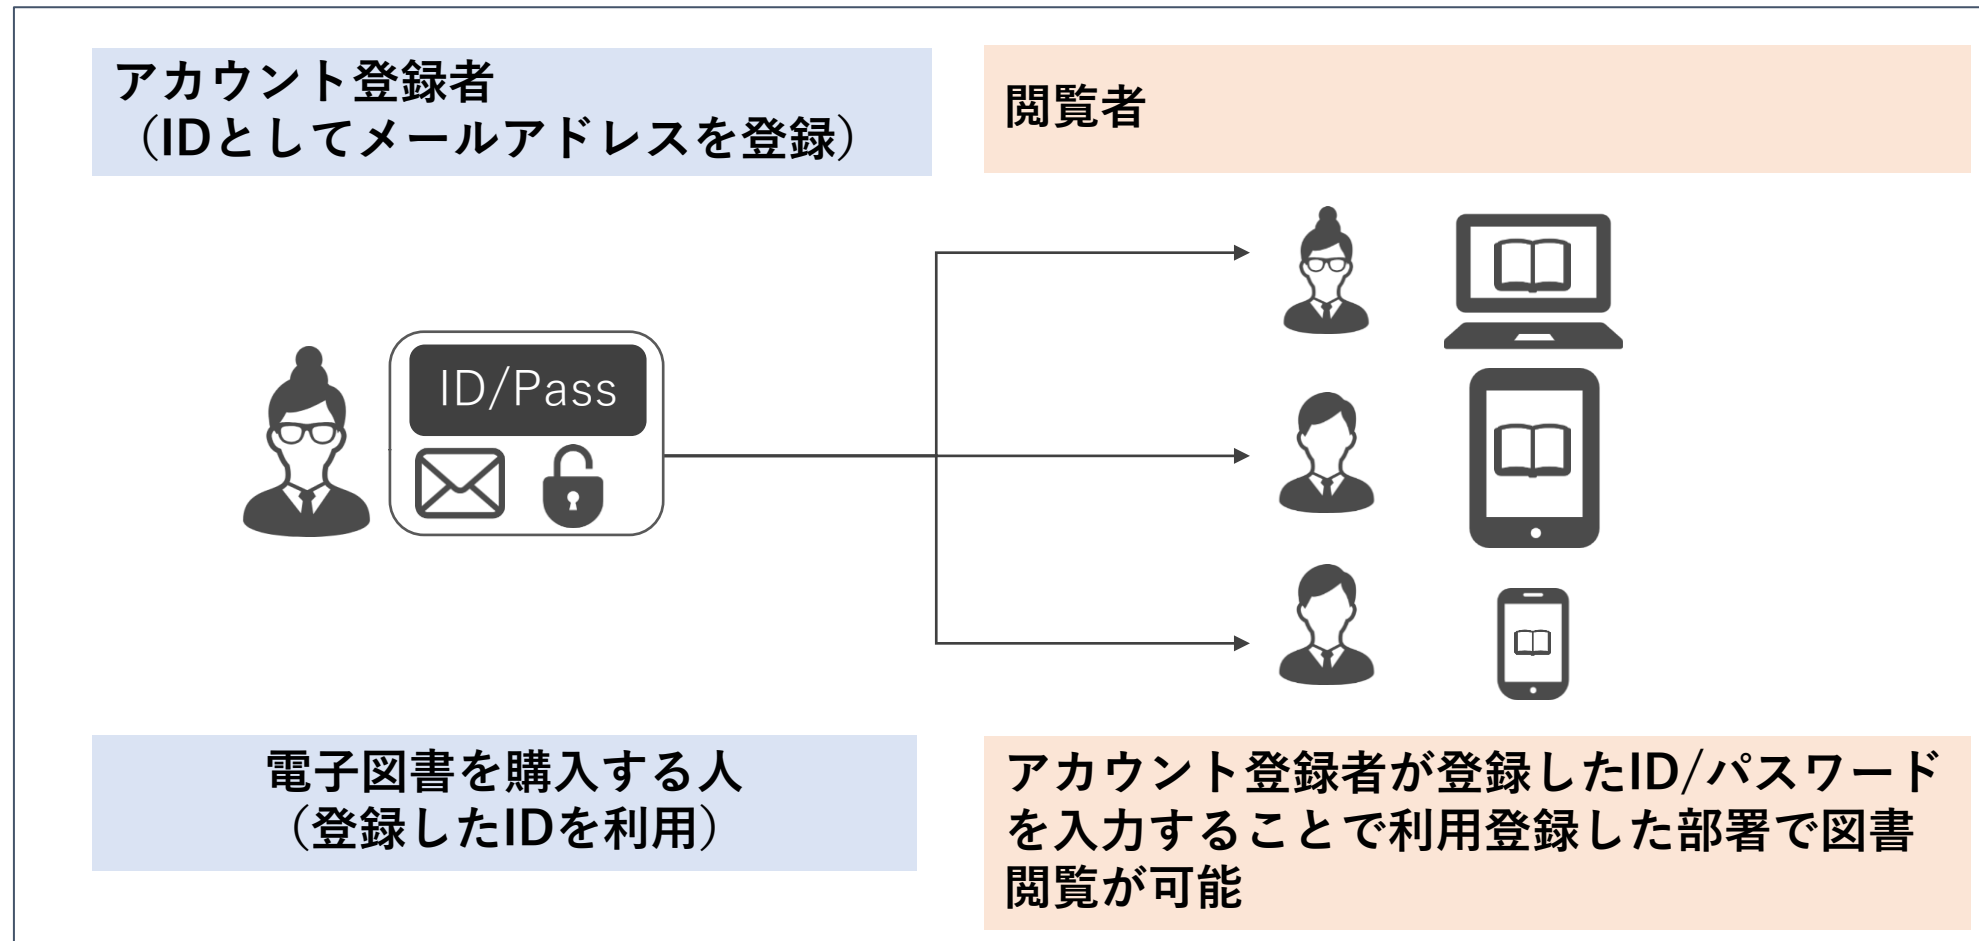 アカウント登録者
（IDとしてメールアドレスを登録）
閲覧者
ID/Pass
電子図書を購入する人
（登録したIDを利用）
アカウント登録者が登録したID/パスワード
を入力することで利用登録した部署で図書
閲覧が可能